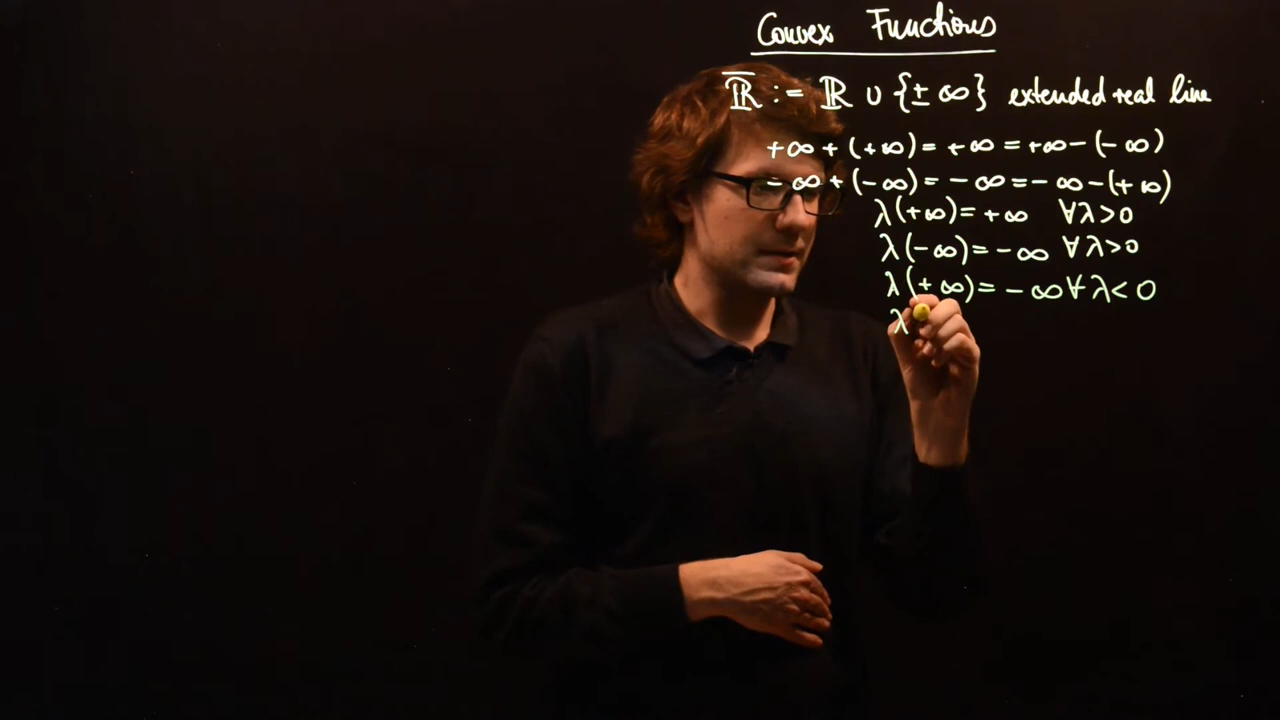 Convex Functions
ℝ̅ := ℝ ∪ {± ∞} extended real line
+∞ + (+∞) = +∞ = +∞ - (-∞)
-∞ + (-∞) = -∞ = -∞ - (+∞)
λ(+∞) = +∞ ∀λ>0
λ(-∞) = -∞ ∀λ>0
λ(+∞) = -∞ ∀λ<0
λ